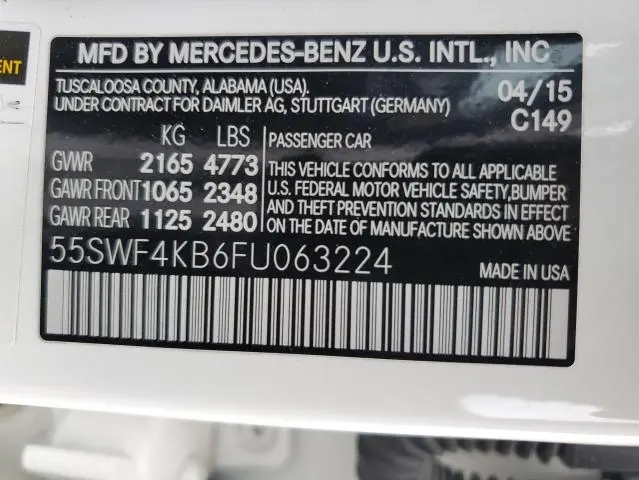 ENT
MFD BY MERCEDES-BENZ U.S. INTL., INC
TUSCALOOSA COUNTY, ALABAMA (USA). 04/15
UNDER CONTRACT FOR DAIMLER AG, STUTTGART (GERMANY) C149
KG LBS PASSENGER CAR
GVWR 2165 4773 THIS VEHICLE CONFORMS TO ALL APPLICABLE
GAWR FRONT 1065 2348 U.S. FEDERAL MOTOR VEHICLE SAFETY,BUMPER
GAWR REAR 1125 2480 AND THEFT PREVENTION STANDARDS IN EFFECT
ON THE DATE OF MANUFACTURE SHOWN ABOVE.
55SWF4KB6FU063224 MADE IN USA